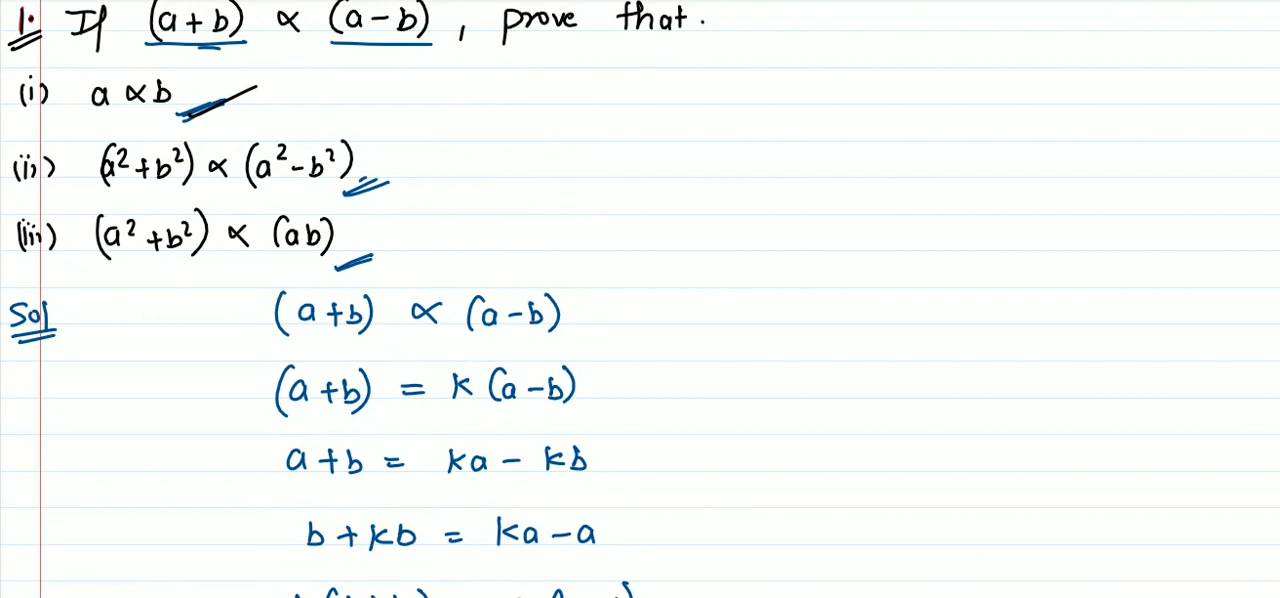 1. If (a+b) ∝ (a-b), prove that.
(i) a ∝ b
(ii) (a²+b²) ∝ (a²-b²)
(iii) (a²+b²) ∝ (ab)
Sol (a+b) ∝ (a-b)
(a+b) = k (a-b)
a+b = ka - kb
b+kb = ka-a